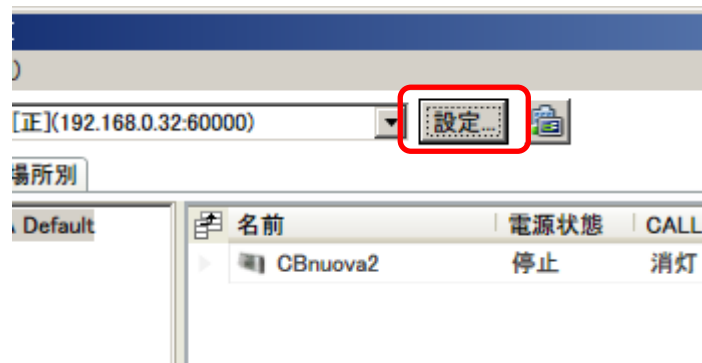 )
[正](192.168.0.32:60000) 設定...
場所別
Default 名前 電源状態 CALL
CBnuova2 停止 消灯